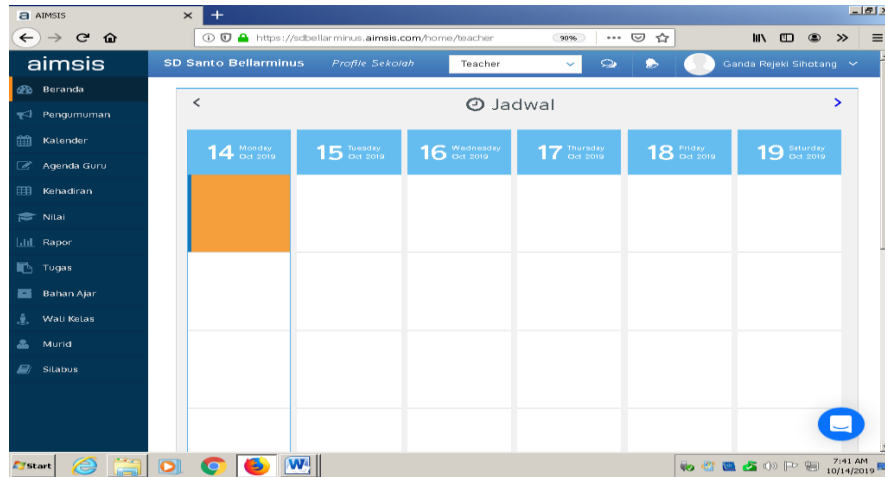 AIMSIS
https://sdbellarminus.aimsis.com/home/teacher
90%
aimsis
SD Santo Bellarminus
Profile Sekolah
Teacher
Ganda Rejeki Sihotang
Beranda
Pengumuman
Kalender
Agenda Guru
Kehadiran
Nilai
Rapor
Tugas
Bahan Ajar
Wali Kelas
Murid
Silabus
Jadwal
14 Monday Oct 2019
15 Tuesday Oct 2019
16 Wednesday Oct 2019
17 Thursday Oct 2019
18 Friday Oct 2019
19 Saturday Oct 2019
Start
7:41 AM
10/14/2019